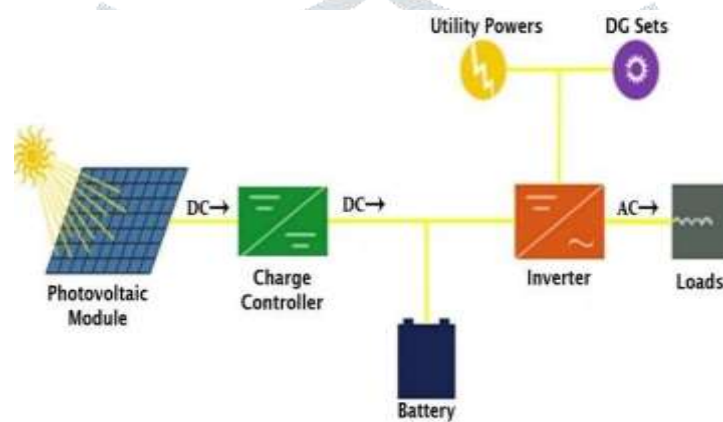 Utility Powers
DG Sets
DC→
DC→
AC→
Photovoltaic
Module
Charge
Controller
Inverter
Loads
Battery